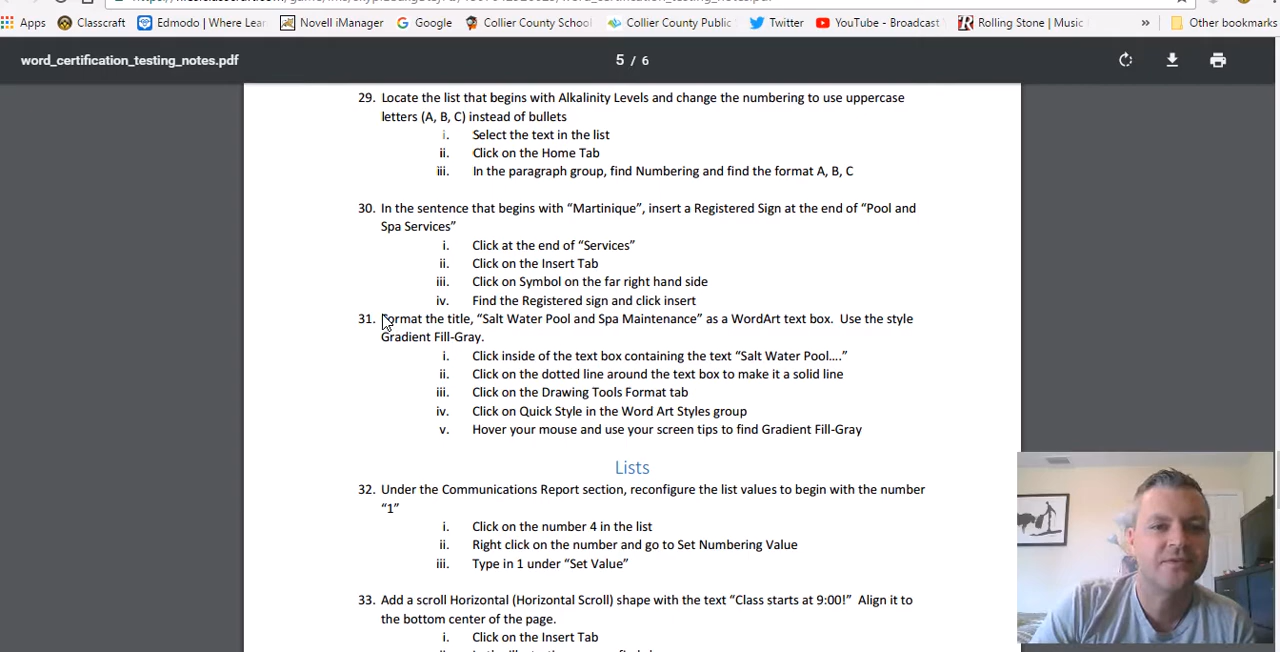 Apps Classcraft Edmodo | Where Lear Novell iManager Google Collier County School Collier County Public Twitter YouTube - Broadcast Rolling Stone | Music » Other bookmarks
word_certification_testing_notes.pdf 5 / 6
29. Locate the list that begins with Alkalinity Levels and change the numbering to use uppercase
letters (A, B, C) instead of bullets
i. Select the text in the list
ii. Click on the Home Tab
iii. In the paragraph group, find Numbering and find the format A, B, C
30. In the sentence that begins with “Martinique”, insert a Registered Sign at the end of “Pool and
Spa Services”
i. Click at the end of “Services”
ii. Click on the Insert Tab
iii. Click on Symbol on the far right hand side
iv. Find the Registered sign and click insert
31. Format the title, “Salt Water Pool and Spa Maintenance” as a WordArt text box. Use the style
Gradient Fill-Gray.
i. Click inside of the text box containing the text “Salt Water Pool….”
ii. Click on the dotted line around the text box to make it a solid line
iii. Click on the Drawing Tools Format tab
iv. Click on Quick Style in the Word Art Styles group
v. Hover your mouse and use your screen tips to find Gradient Fill-Gray
Lists
32. Under the Communications Report section, reconfigure the list values to begin with the number
“1”
i. Click on the number 4 in the list
ii. Right click on the number and go to Set Numbering Value
iii. Type in 1 under “Set Value”
33. Add a scroll Horizontal (Horizontal Scroll) shape with the text “Class starts at 9:00!” Align it to
the bottom center of the page.
i. Click on the Insert Tab